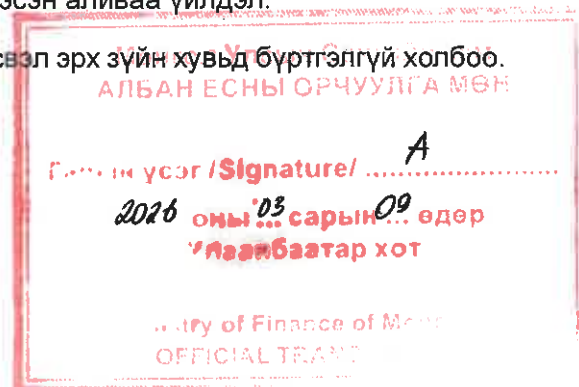 эсэн аливаа үйлдэл.
эвэл эрх зүйн хувьд бүртгэлгүй холбоо.
АЛБАН ЕСНЫ ОРЧУУЛГА МӨН
үсэг /Signature/ ........................ А
2026 оны 03 сарын 09 өдөр
Улаанбаатар хот
of Finance of
OFFICIAL